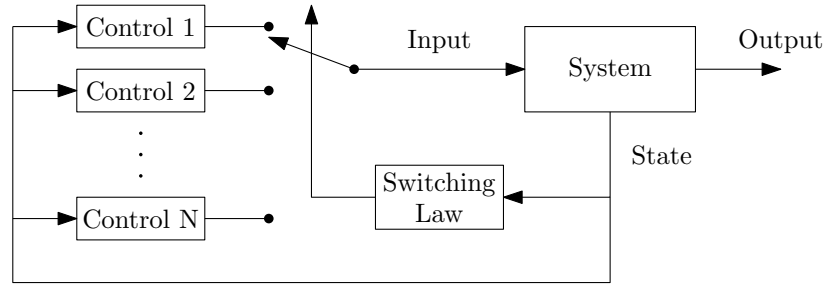 Control 1
Input
Output
System
Control 2
State
Switching
Law
Control N